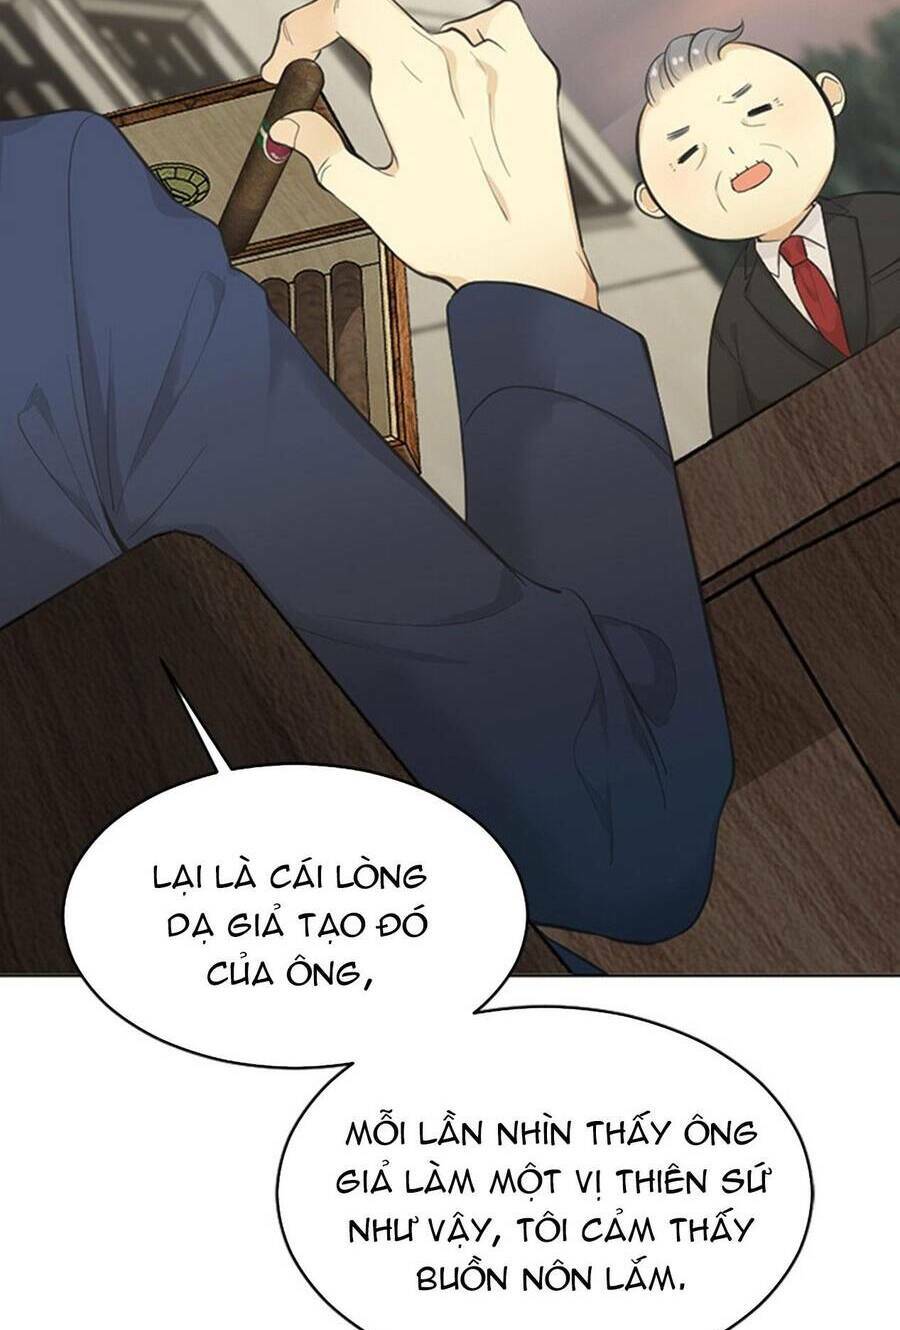 LẠI LÀ CÁI LÒNG
DẠ GIẢ TẠO ĐÓ
CỦA ÔNG,
MỖI LẦN NHÌN THẤY ÔNG
GIẢ LÀM MỘT VỊ THIÊN SỨ
NHƯ VẬY, TÔI CẢM THẤY
BUỒN NÔN LẮM.